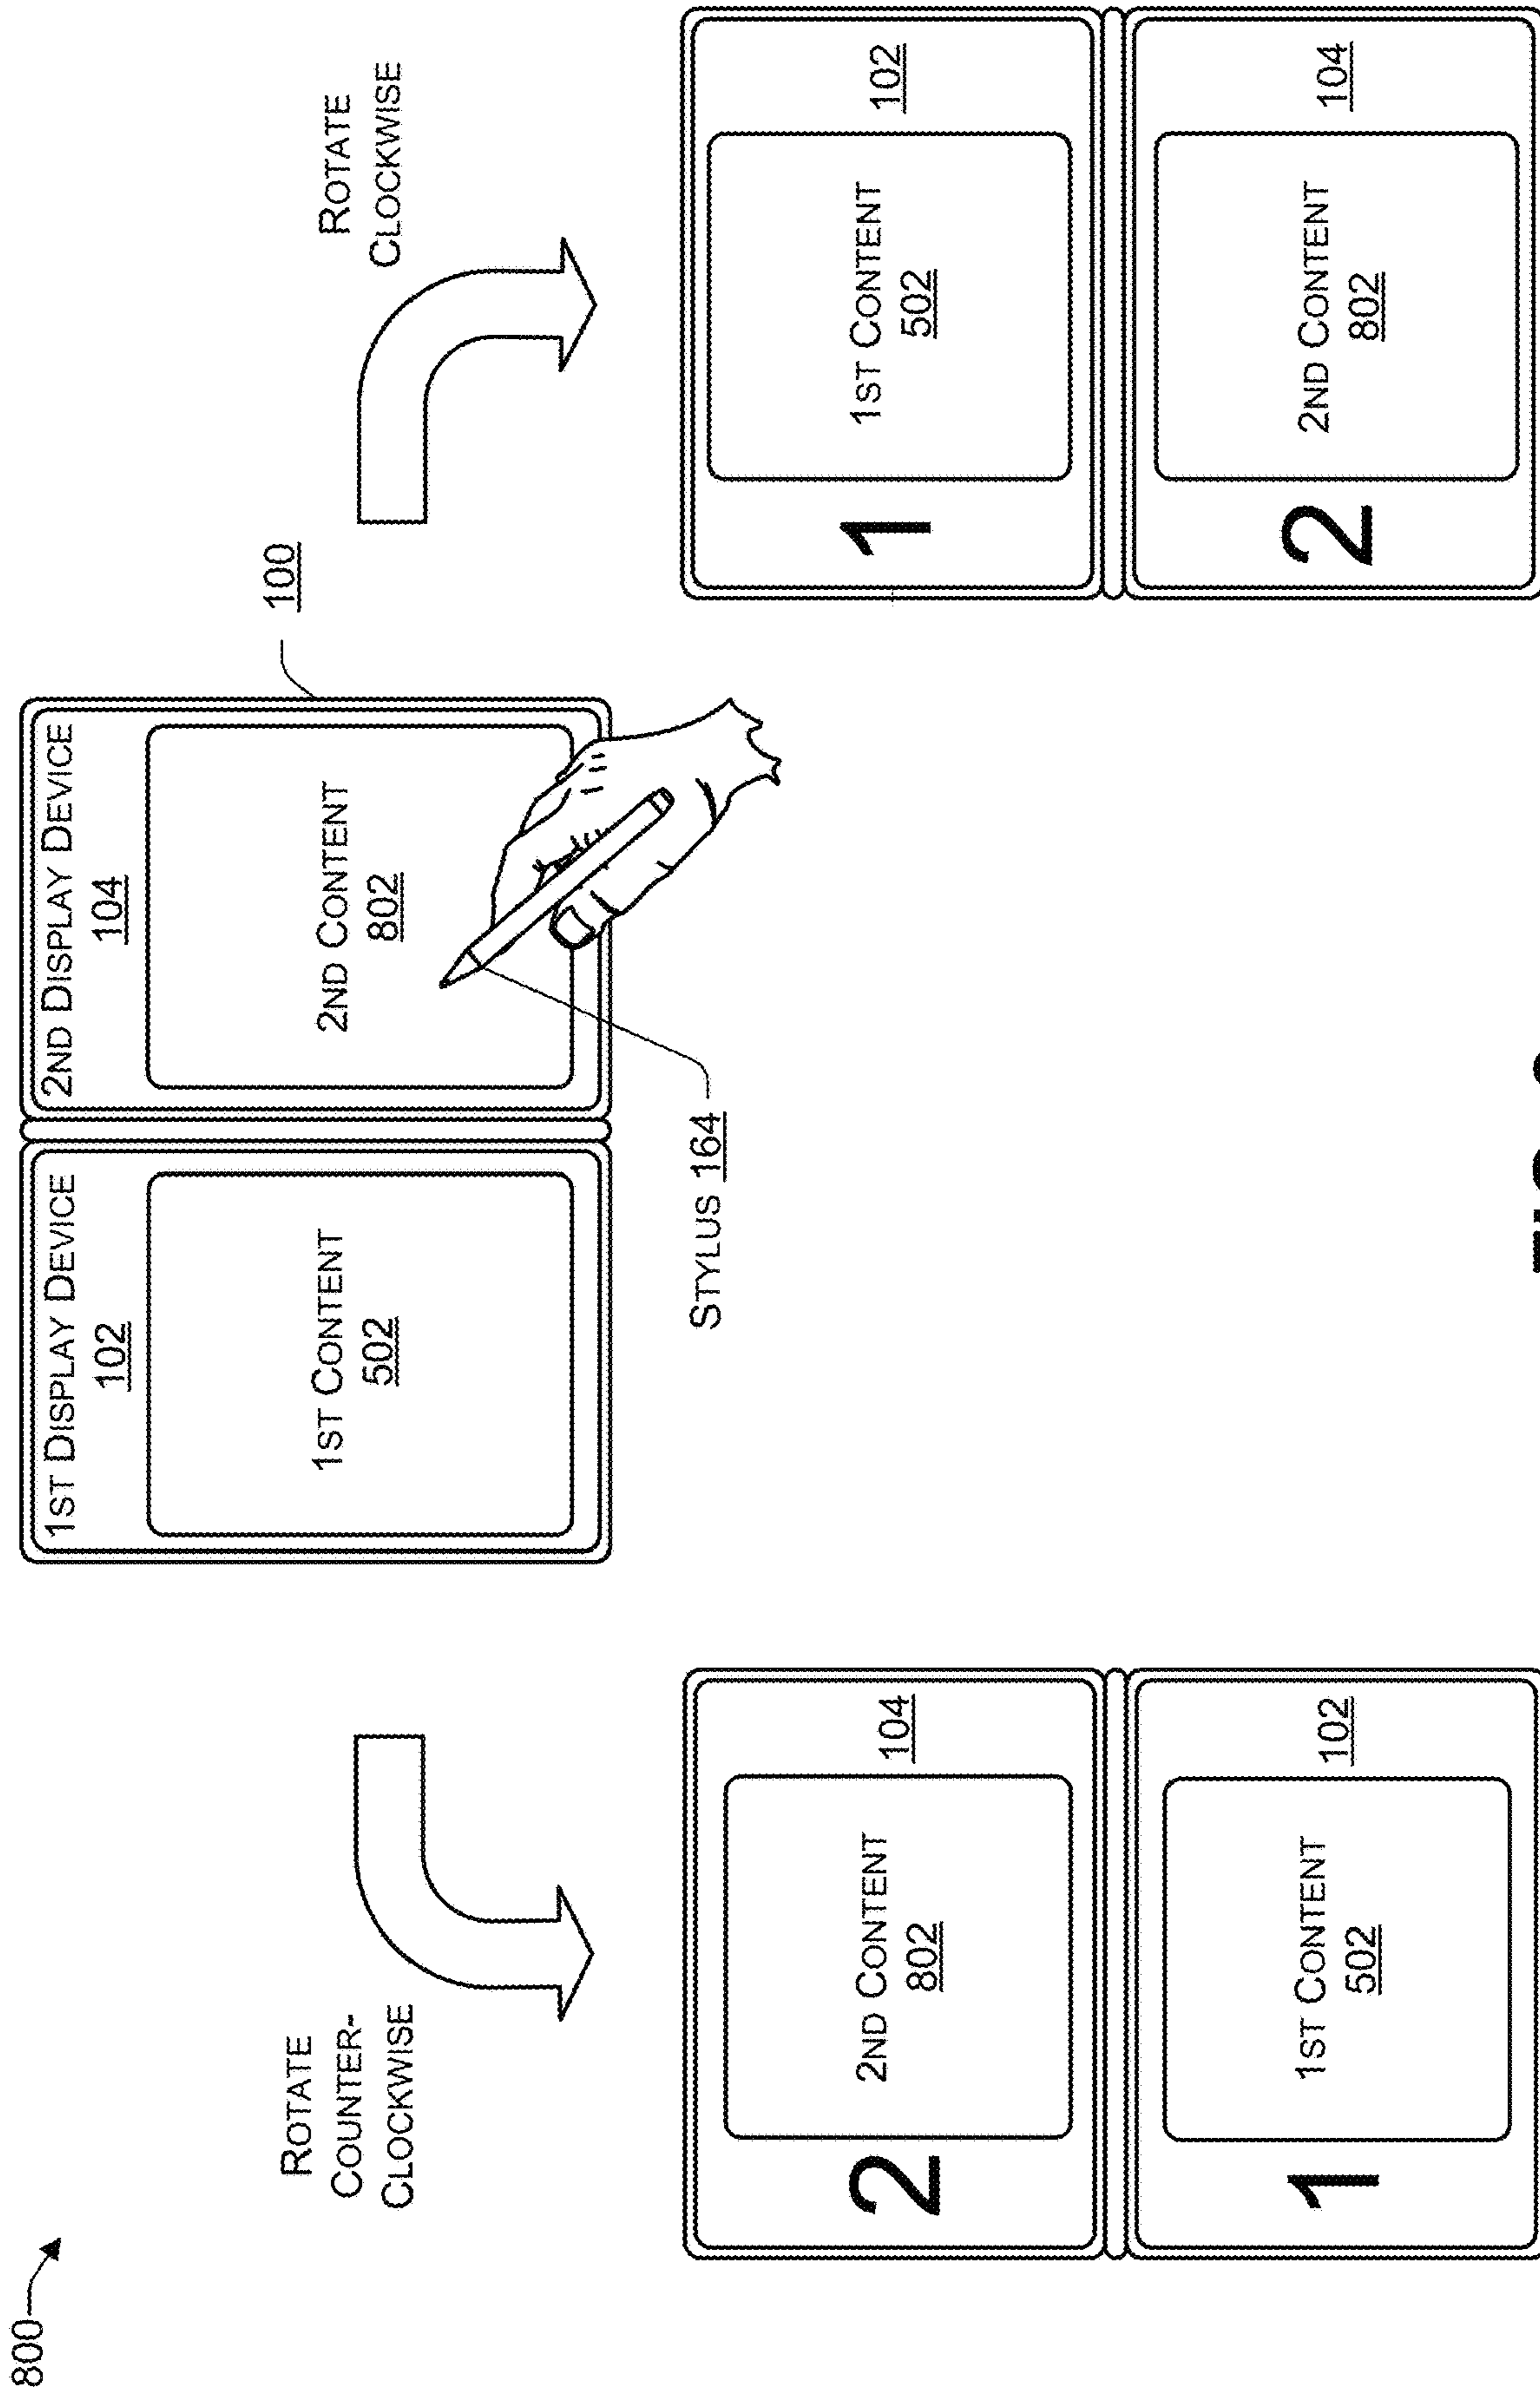 800
1ST DISPLAY DEVICE
102
1ST CONTENT
502
2ND DISPLAY DEVICE
104
2ND CONTENT
802
100
STYLUS 164
ROTATE
COUNTER-
CLOCKWISE
ROTATE
CLOCKWISE
2
2ND CONTENT
802
104
1
1ST CONTENT
502
102
1
1ST CONTENT
502
102
2
2ND CONTENT
802
104